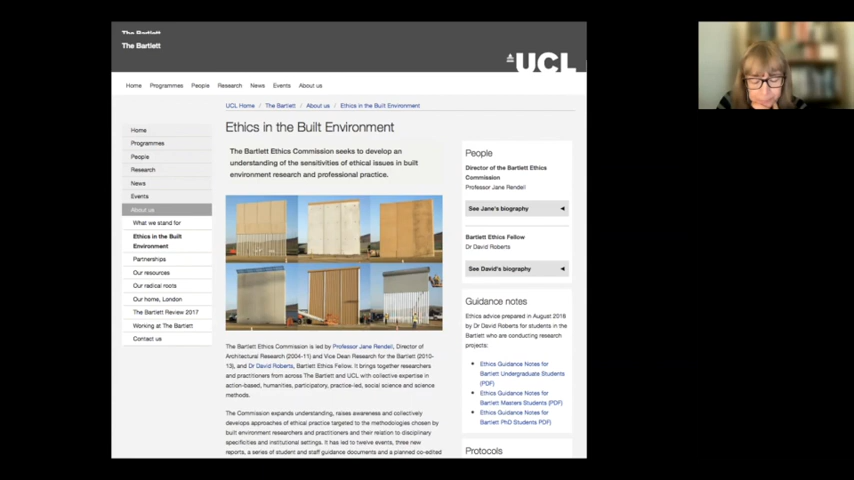 The Bartlett
The Bartlett
UCL
Home Programmes People Research News Events About us
UCL Home / The Bartlett / About us / Ethics in the Built Environment
Home
Programmes
People
Research
News
Events
About us
What we stand for
Ethics in the Built
Environment
Partnerships
Our resources
Our radical roots
Our home, London
The Bartlett Review 2017
Working at The Bartlett
Contact us
Ethics in the Built Environment
The Bartlett Ethics Commission seeks to develop an
understanding of the sensitivities of ethical issues in built
environment research and professional practice.
The Bartlett Ethics Commission is led by Professor Jane Rendell, Director of
Architectural Research (2004-11) and Vice Dean Research for the Bartlett (2010-
13), and Dr David Roberts, Bartlett Ethics Fellow. It brings together researchers
and practitioners from across The Bartlett and UCL with collective expertise in
action-based, humanities, participatory, practice-led, social science and science
methods.
The Commission expands understanding, raises awareness and collectively
develops approaches of ethical practice targeted to the methodologies chosen by
built environment researchers and practitioners and their relation to disciplinary
specificities and institutional settings. It has led to twelve events, three new
reports, a series of student and staff guidance documents and a planned co-edited
People
Director of the Bartlett Ethics
Commission
Professor Jane Rendell
See Jane's biography
Bartlett Ethics Fellow
Dr David Roberts
See David's biography
Guidance notes
Ethics advice prepared in August 2018
by Dr David Roberts for students in the
Bartlett who are conducting research
projects:
Ethics Guidance Notes for
Bartlett Undergraduate Students
(PDF)
Ethics Guidance Notes for
Bartlett Masters Students (PDF)
Ethics Guidance Notes for
Bartlett PhD Students (PDF)
Protocols